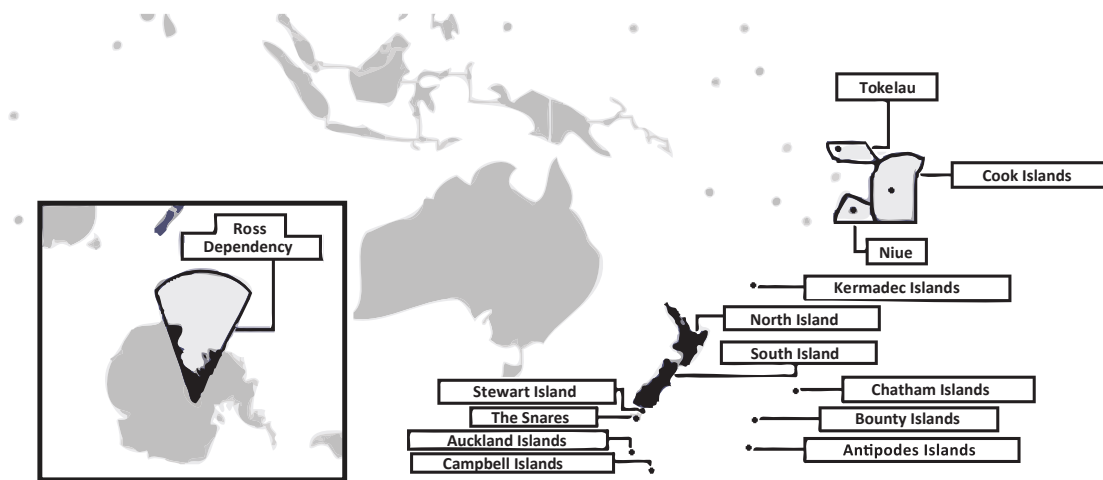 Tokelau
Cook Islands
Ross
Dependency
Niue
Kermadec Islands
North Island
South Island
Stewart Island
Chatham Islands
The Snares
Bounty Islands
Auckland Islands
Antipodes Islands
Campbell Islands